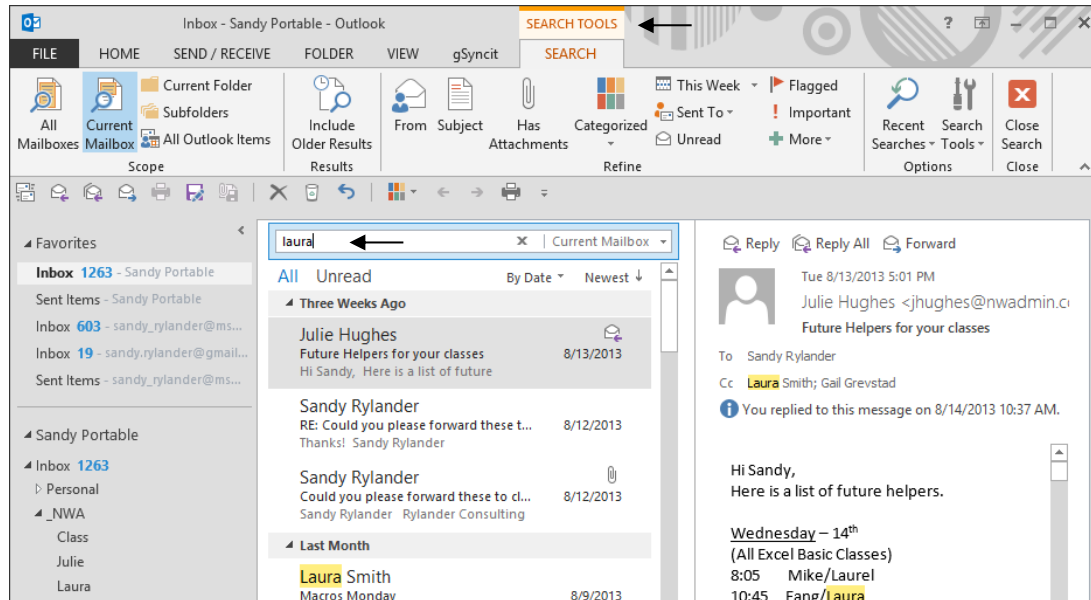 Inbox - Sandy Portable - Outlook
SEARCH TOOLS
?
FILE HOME SEND / RECEIVE FOLDER VIEW gSyncit SEARCH
All Mailboxes
Current Mailbox
Current Folder
Subfolders
All Outlook Items
Scope
Include Older Results
Results
From
Subject
Has Attachments
Categorized
This Week
Sent To
Unread
Flagged
! Important
More
Refine
Recent Searches
Search Tools
Options
Close Search
Close
Favorites
Inbox 1263 - Sandy Portable
Sent Items - Sandy Portable
Inbox 603 - sandy_rylander@ms...
Inbox 19 - sandy.rylander@gmail...
Sent Items - sandy_rylander@ms...
Sandy Portable
Inbox 1263
Personal
_NWA
Class
Julie
Laura
laura
Current Mailbox
All Unread By Date Newest
Three Weeks Ago
Julie Hughes
Future Helpers for your classes 8/13/2013
Hi Sandy, Here is a list of future
Sandy Rylander
RE: Could you please forward these t... 8/12/2013
Thanks! Sandy Rylander
Sandy Rylander
Could you please forward these to cl... 8/12/2013
Sandy Rylander Rylander Consulting
Last Month
Laura Smith
Macros Monday 8/9/2013
Reply Reply All Forward
Tue 8/13/2013 5:01 PM
Julie Hughes <jhughes@nwadmin.co
Future Helpers for your classes
To Sandy Rylander
Cc Laura Smith; Gail Grevstad
You replied to this message on 8/14/2013 10:37 AM.
Hi Sandy,
Here is a list of future helpers.
Wednesday – 14th
(All Excel Basic Classes)
8:05 Mike/Laurel
10:45 Fang/Laura